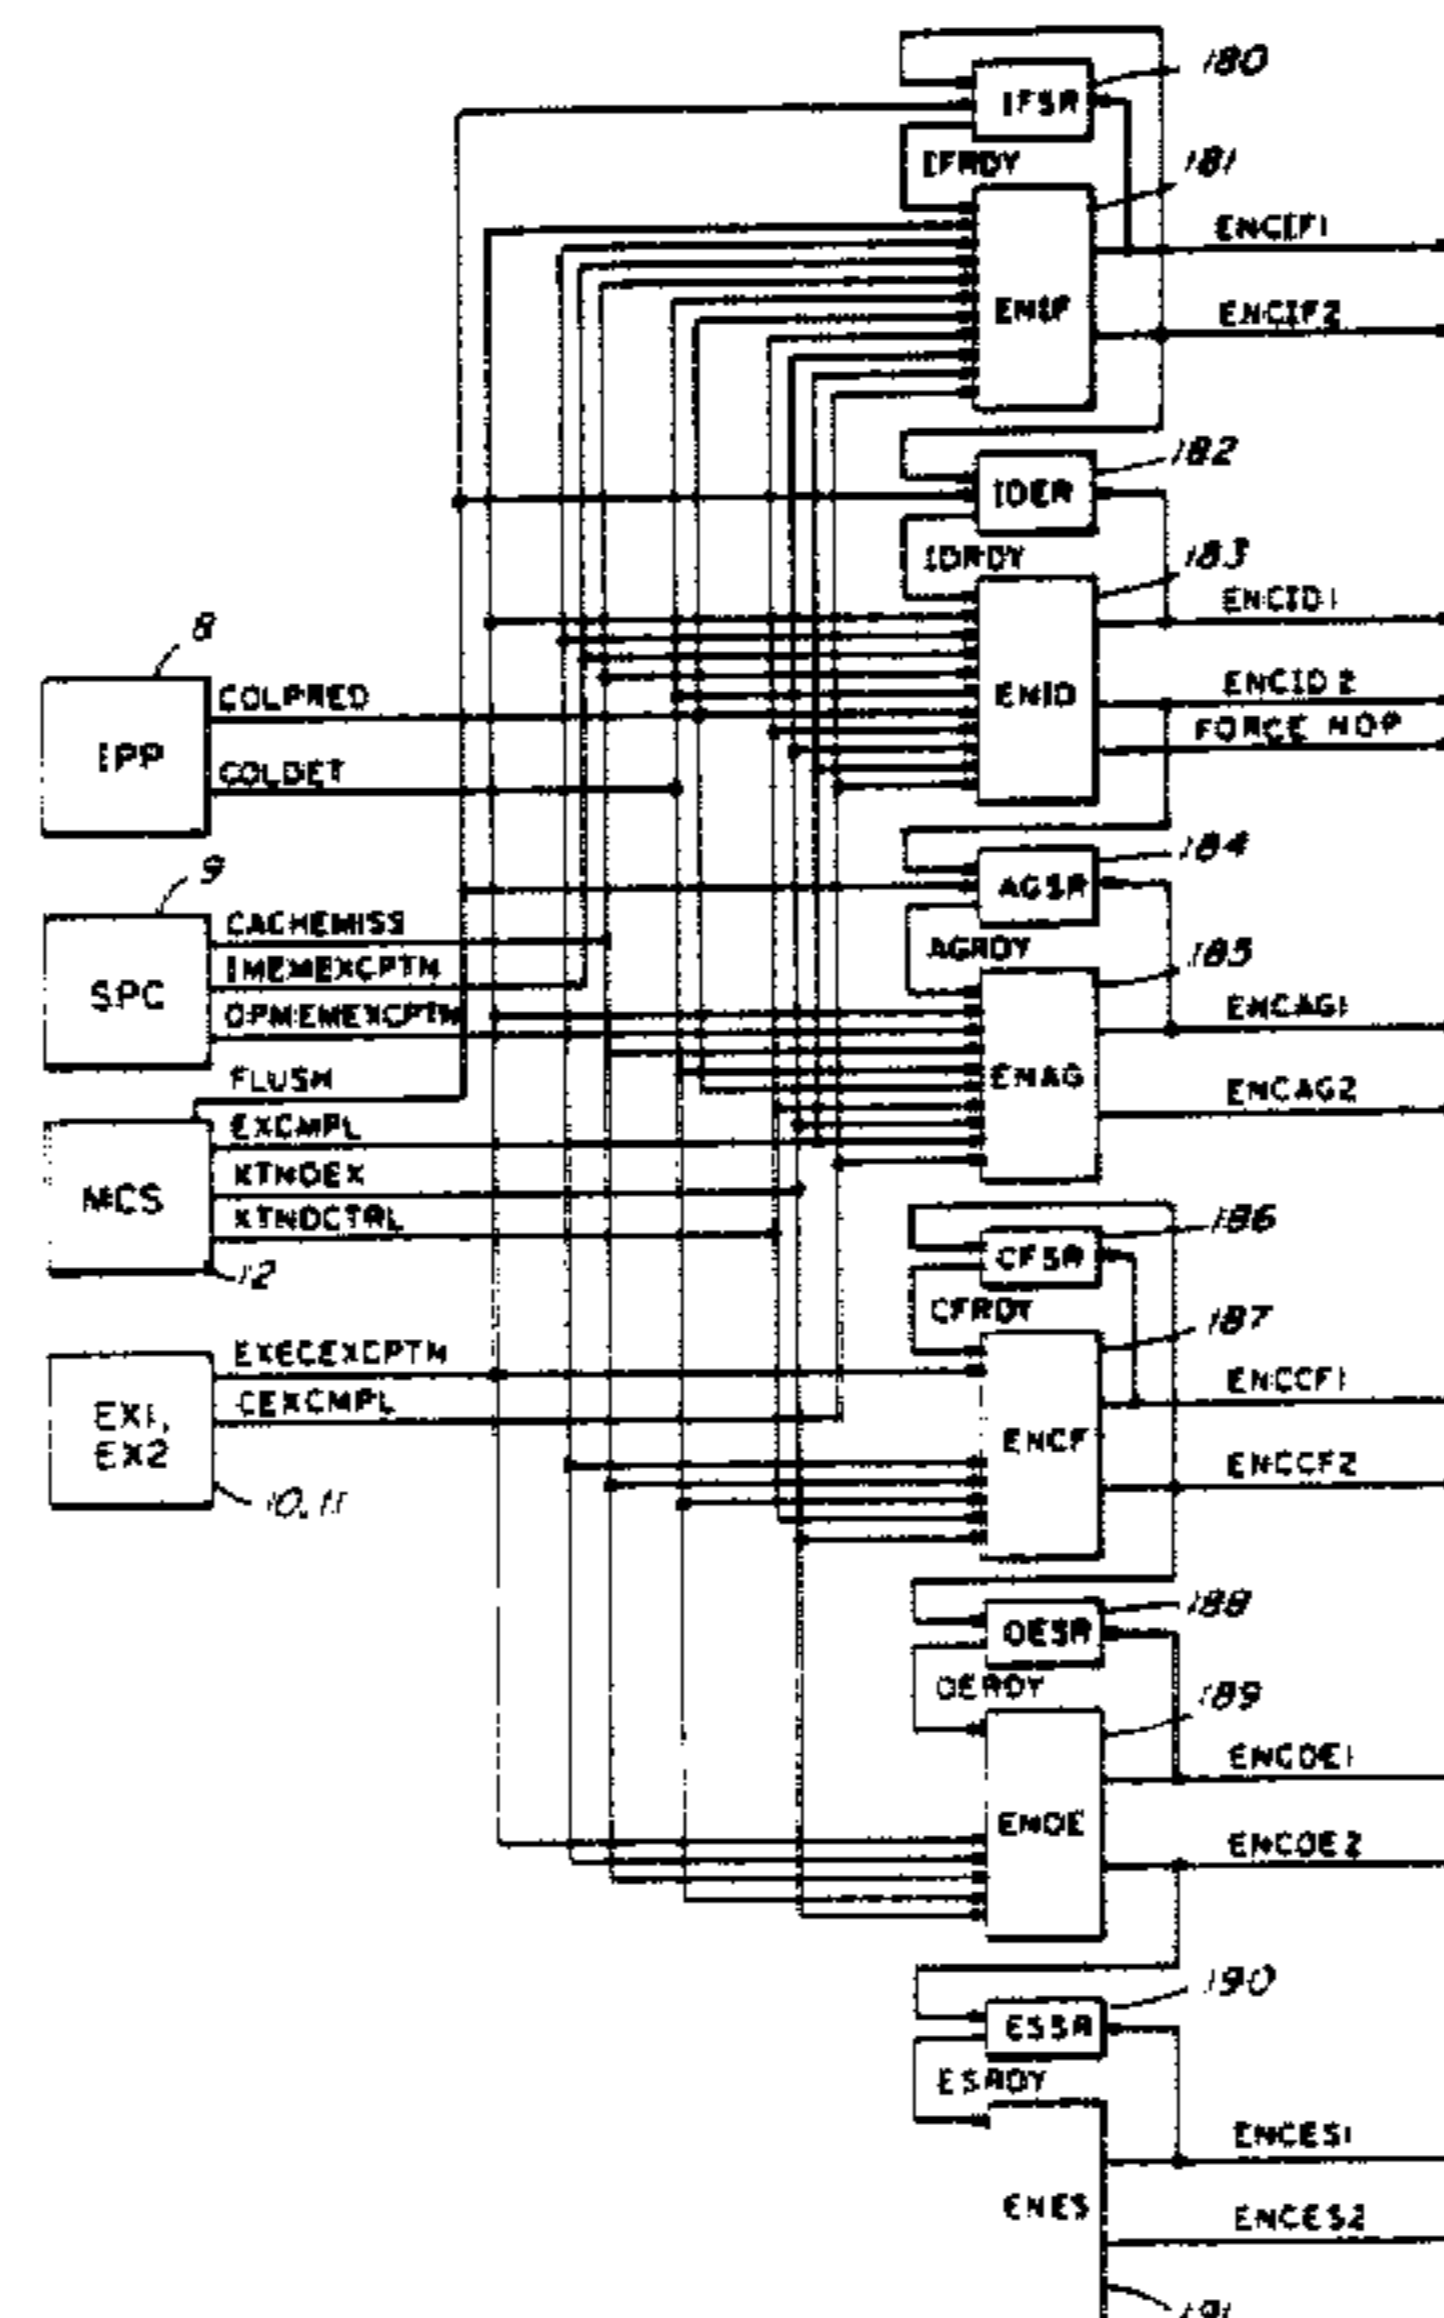 180
IFSR
IFRDY
181
ENCIF1
ENIF
ENCIF2
182
IDSR
IDRDY
183
ENCID1
ENID
ENCID2
FORCE NOP
8
COLPRED
IPP
COLDET
184
AGSR
AGRDY
185
ENCAG1
ENAG
ENCAG2
9
CACHEMISS
SPC
IMEMEXCPTN
OPMEMEXCPTN
FLUSH
EXCMPL
MCS
XTNDEX
XTNDCTRL
12
186
CFSR
CFRDY
187
ENCCF1
ENCF
ENCCF2
EXECEXCPTN
EX1,
EX2
CEXCMPL
10, 11
188
OESR
OERDY
189
ENCOE1
ENOE
ENCOE2
190
ESSR
ESRDY
ENCES1
ENES
ENCES2
191